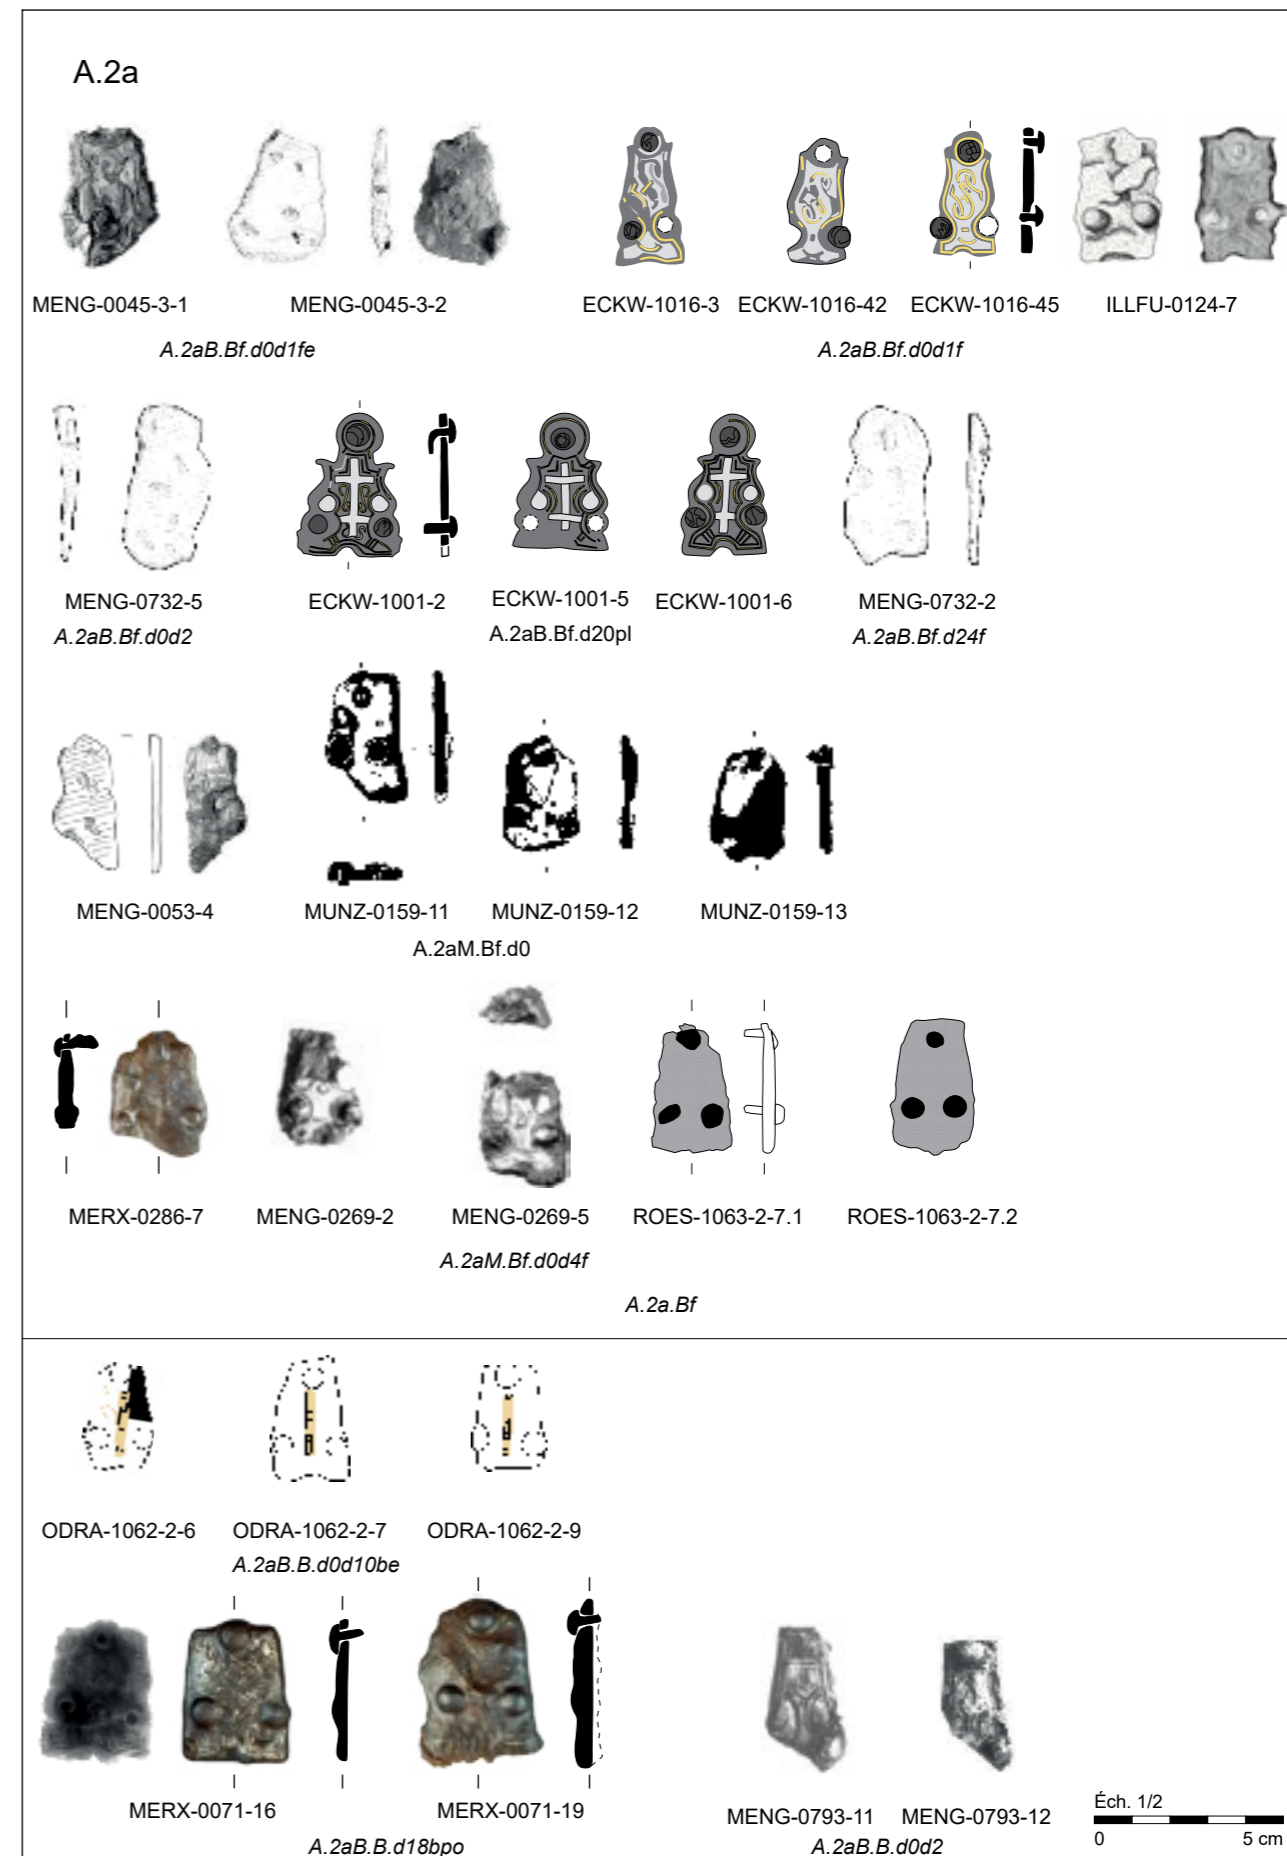 A.2a
MENG-0045-3-1 MENG-0045-3-2 ECKW-1016-3 ECKW-1016-42 ECKW-1016-45 ILLFU-0124-7
A.2aB.Bf.d0d1fe A.2aB.Bf.d0d1f
MENG-0732-5 ECKW-1001-2 ECKW-1001-5 ECKW-1001-6 MENG-0732-2
A.2aB.Bf.d0d2 A.2aB.Bf.d20pl A.2aB.Bf.d24f
MENG-0053-4 MUNZ-0159-11 MUNZ-0159-12 MUNZ-0159-13
A.2aM.Bf.d0
MERX-0286-7 MENG-0269-2 MENG-0269-5 ROES-1063-2-7.1 ROES-1063-2-7.2
A.2aM.Bf.d0d4f
A.2a.Bf
ODRA-1062-2-6 ODRA-1062-2-7 ODRA-1062-2-9
A.2aB.B.d0d10be
MERX-0071-16 MERX-0071-19 MENG-0793-11 MENG-0793-12
A.2aB.B.d18bpo A.2aB.B.d0d2
Éch. 1/2
0 5 cm